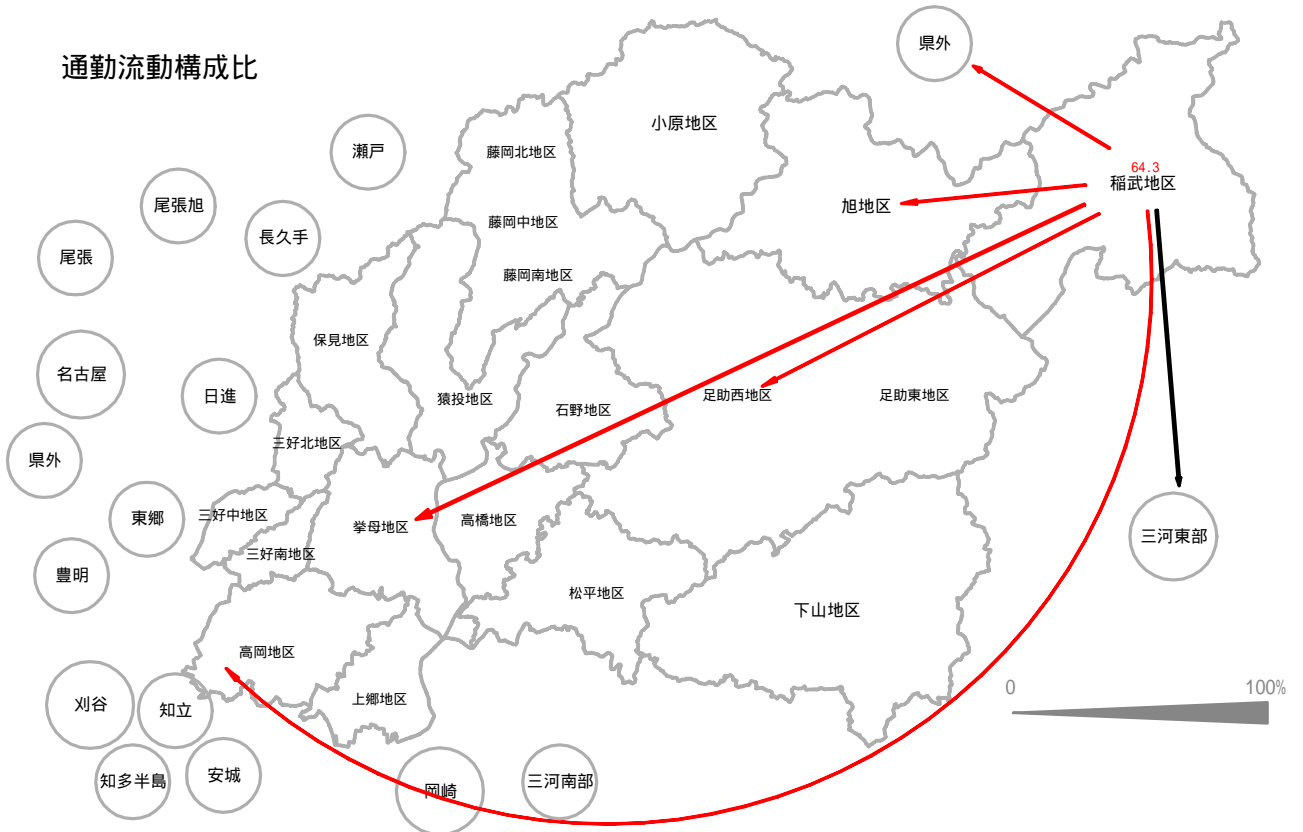 通勤流動構成比
県外
小原地区
瀬戸
藤岡北地区
64.3
稲武地区
尾張旭
旭地区
藤岡中地区
長久手
尾張
藤岡南地区
保見地区
名古屋
日進
猿投地区
石野地区
足助西地区
足助東地区
三好北地区
県外
東郷
三好中地区
挙母地区
高橋地区
三河東部
三好南地区
豊明
松平地区
下山地区
高岡地区
0
100%
上郷地区
刈谷
知立
知多半島
安城
岡崎
三河南部